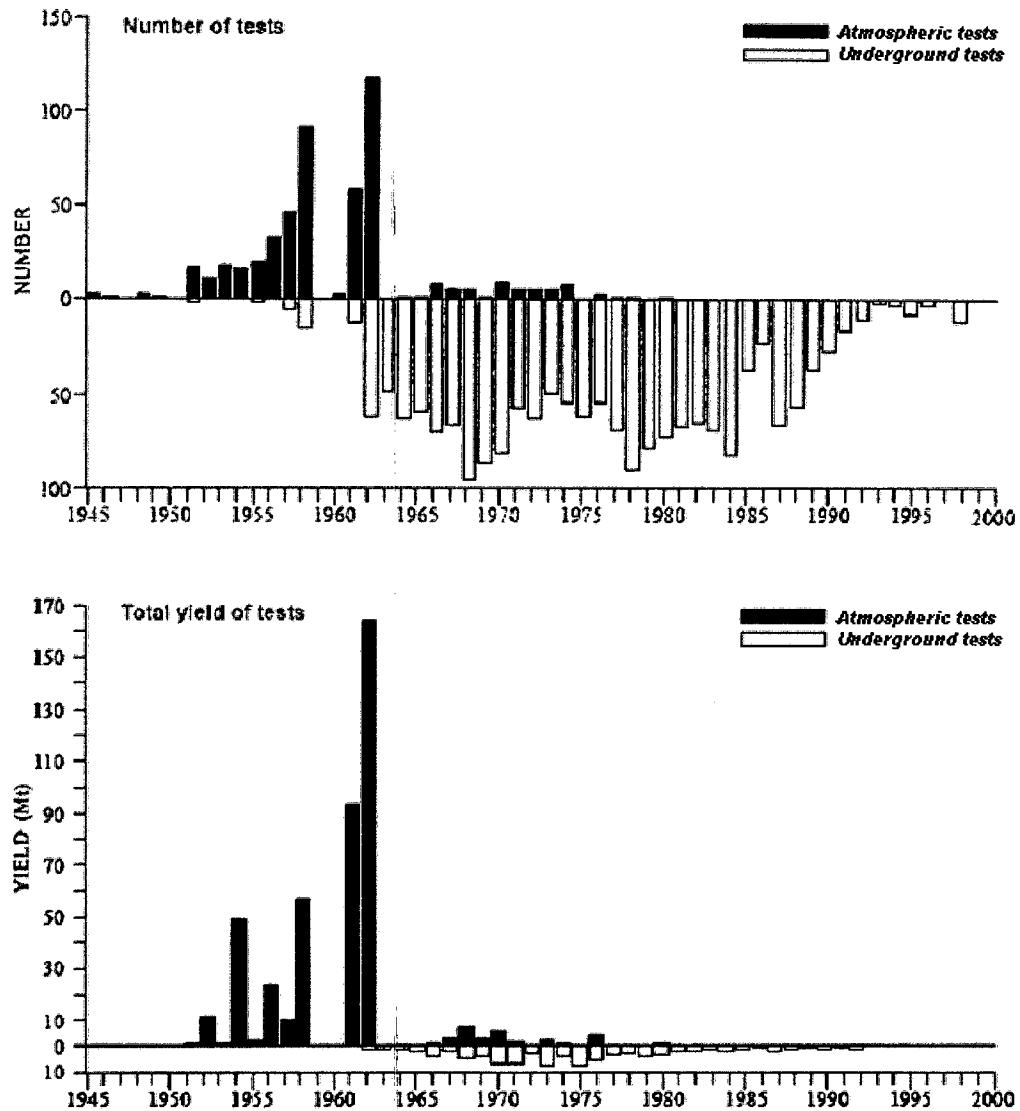 150
Number of tests
Atmospheric tests
Underground tests
100
50
0
50
100
NUMBER
1945 1950 1955 1960 1965 1970 1975 1980 1985 1990 1995 2000
170
Total yield of tests
Atmospheric tests
Underground tests
150
130
110
90
70
50
30
10
0
10
YIELD (Mt)
1945 1950 1955 1960 1965 1970 1975 1980 1985 1990 1995 2000